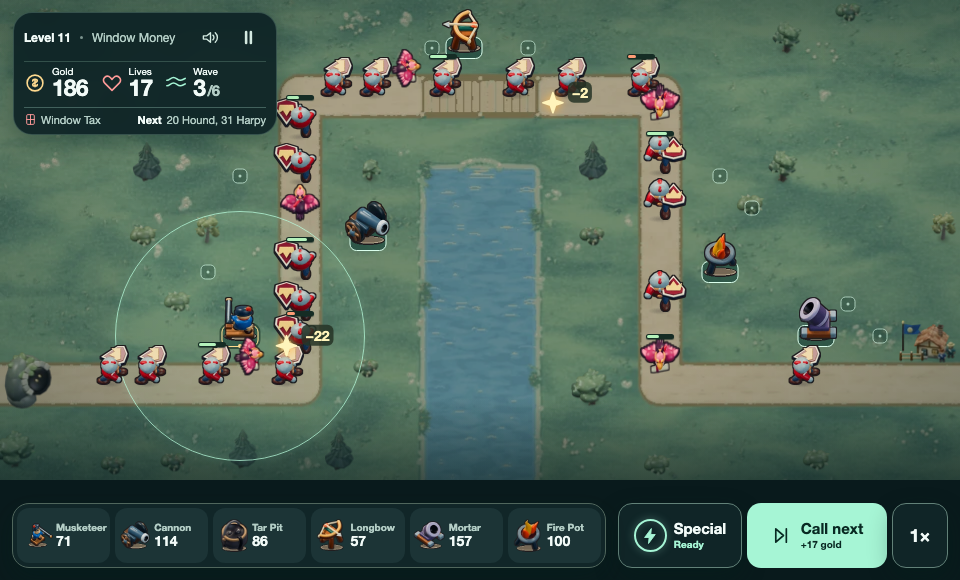 Level 11 • Window Money
Gold 186
Lives 17
Wave 3/6
Window Tax
Next 20 Hound, 31 Harpy
−2
−22
Musketeer 71
Cannon 114
Tar Pit 86
Longbow 57
Mortar 157
Fire Pot 100
Special
Ready
Call next
+17 gold
1×